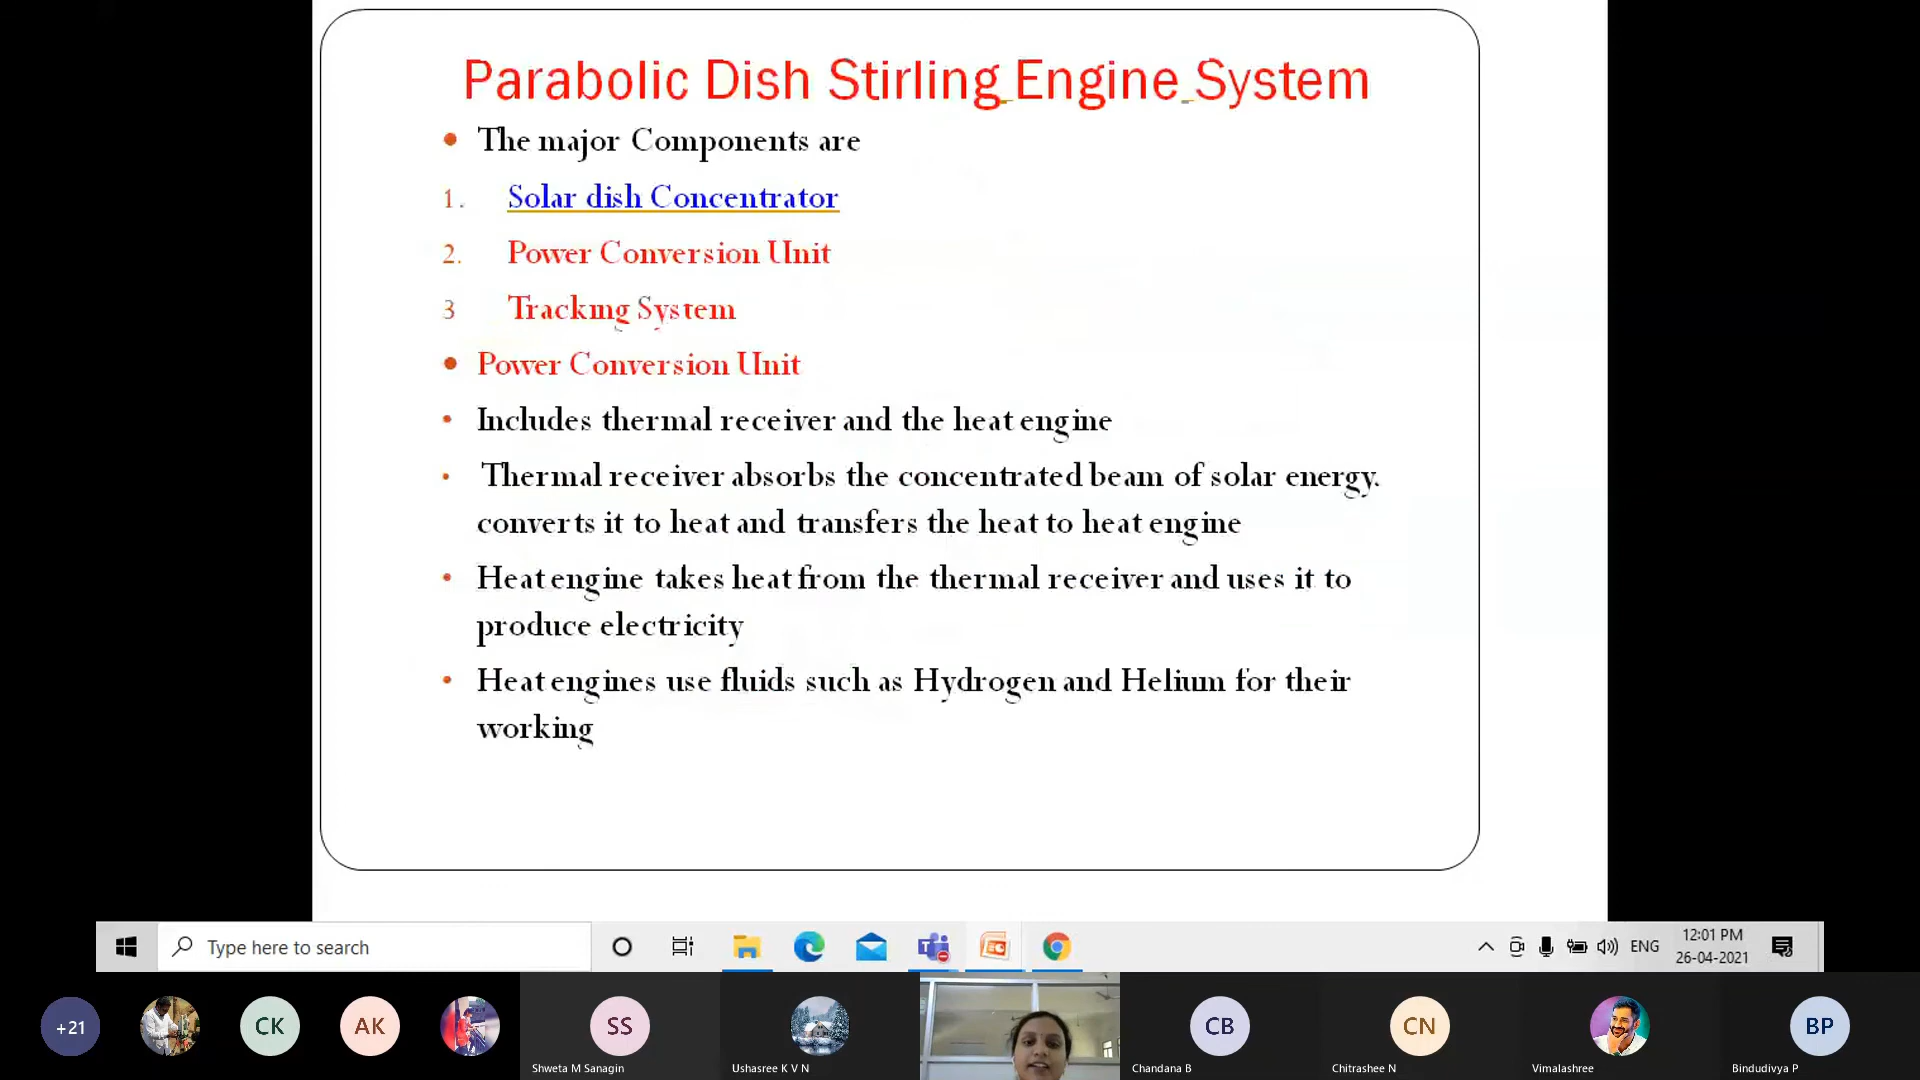 Parabolic Dish Stirling Engine System
• The major Components are
1. Solar dish Concentrator
2. Power Conversion Unit
3 Tracking System
• Power Conversion Unit
• Includes thermal receiver and the heat engine
• Thermal receiver absorbs the concentrated beam of solar energy,
converts it to heat and transfers the heat to heat engine
• Heat engine takes heat from the thermal receiver and uses it to
produce electricity
• Heat engines use fluids such as Hydrogen and Helium for their
working
Type here to search
ENG
12:01 PM
26-04-2021
+21
CK
AK
SS
CB
CN
BP
Shweta M Sanagin
Ushasree K V N
Chandana B
Chitrashee N
Vimalashree
Bindudivya P